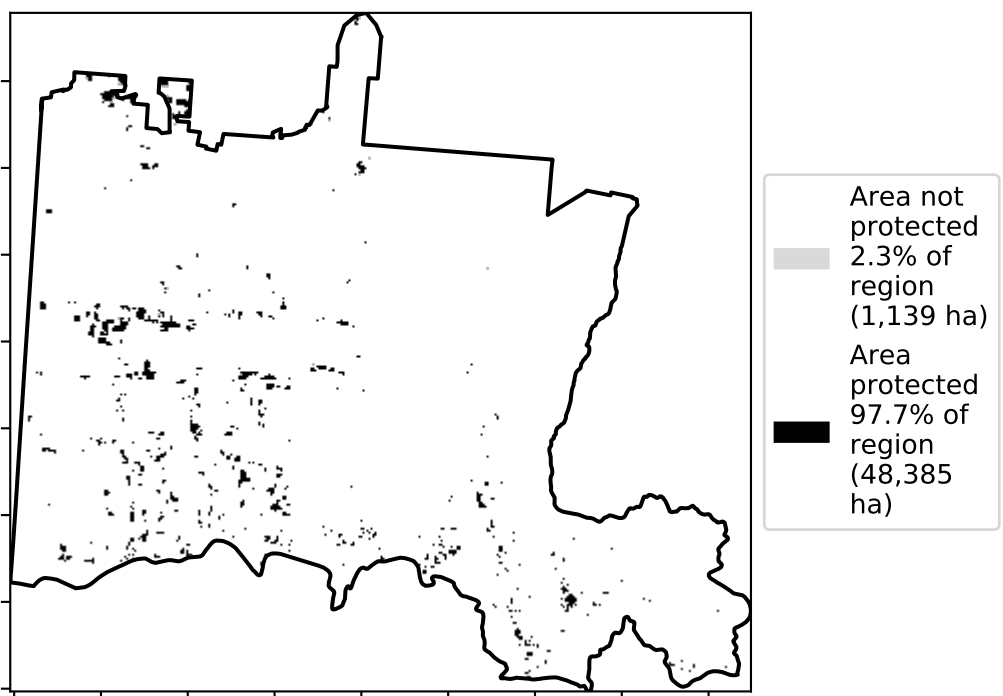 Area not
protected
2.3% of
region
(1,139 ha)
Area
protected
97.7% of
region
(48,385
ha)